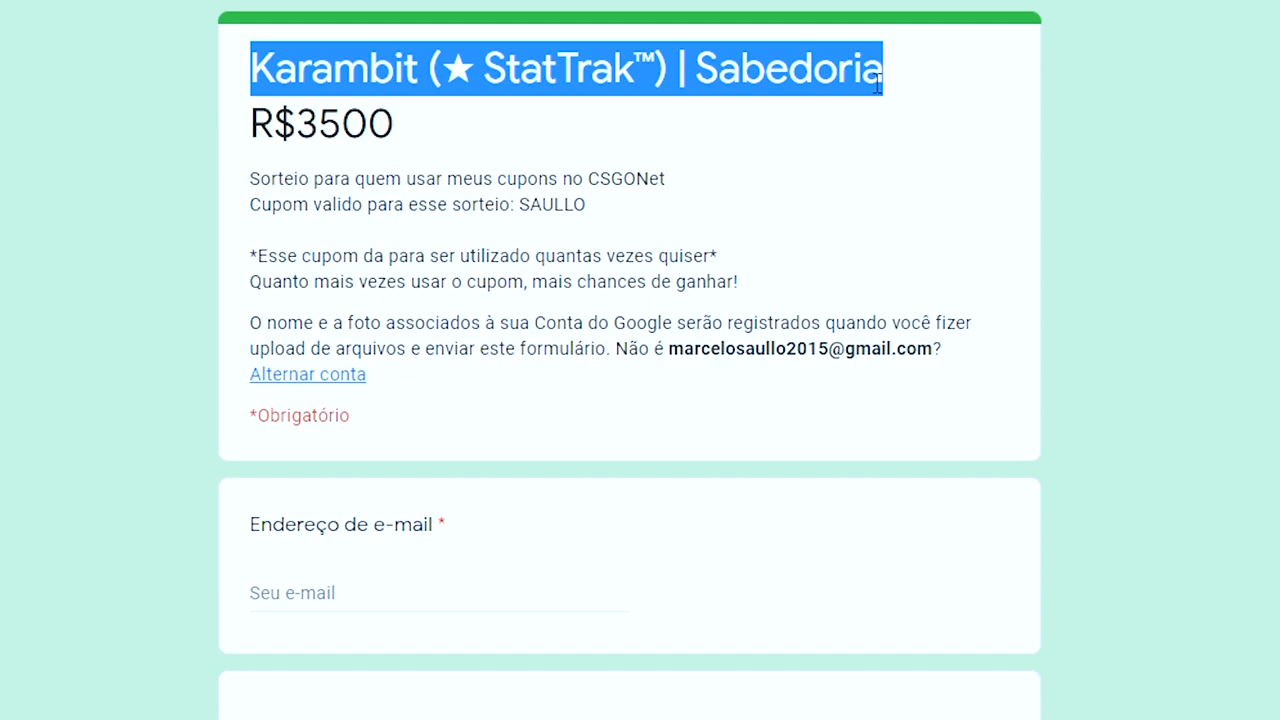 Karambit (★ StatTrak™) | Sabedoria
R$3500
Sorteio para quem usar meus cupons no CSGONet
Cupom valido para esse sorteio: SAULLO
*Esse cupom da para ser utilizado quantas vezes quiser*
Quanto mais vezes usar o cupom, mais chances de ganhar!
O nome e a foto associados à sua Conta do Google serão registrados quando você fizer
upload de arquivos e enviar este formulário. Não é marcelosaullo2015@gmail.com?
Alternar conta
*Obrigatório
Endereço de e-mail *
Seu e-mail